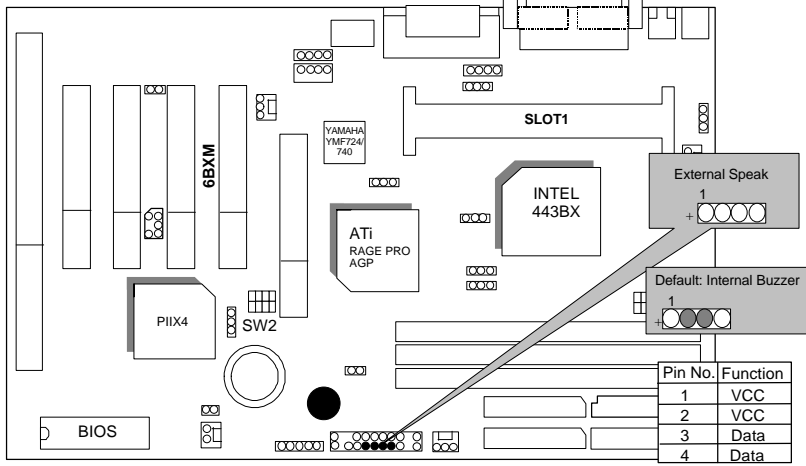 6BXM
YAMAHA
YMF724/
740
SLOT1
INTEL
443BX
ATi
RAGE PRO
AGP
PIIX4
SW2
BIOS
External Speak
1
+
Default: Internal Buzzer
1
+
Pin No. Function
1 VCC
2 VCC
3 Data
4 Data